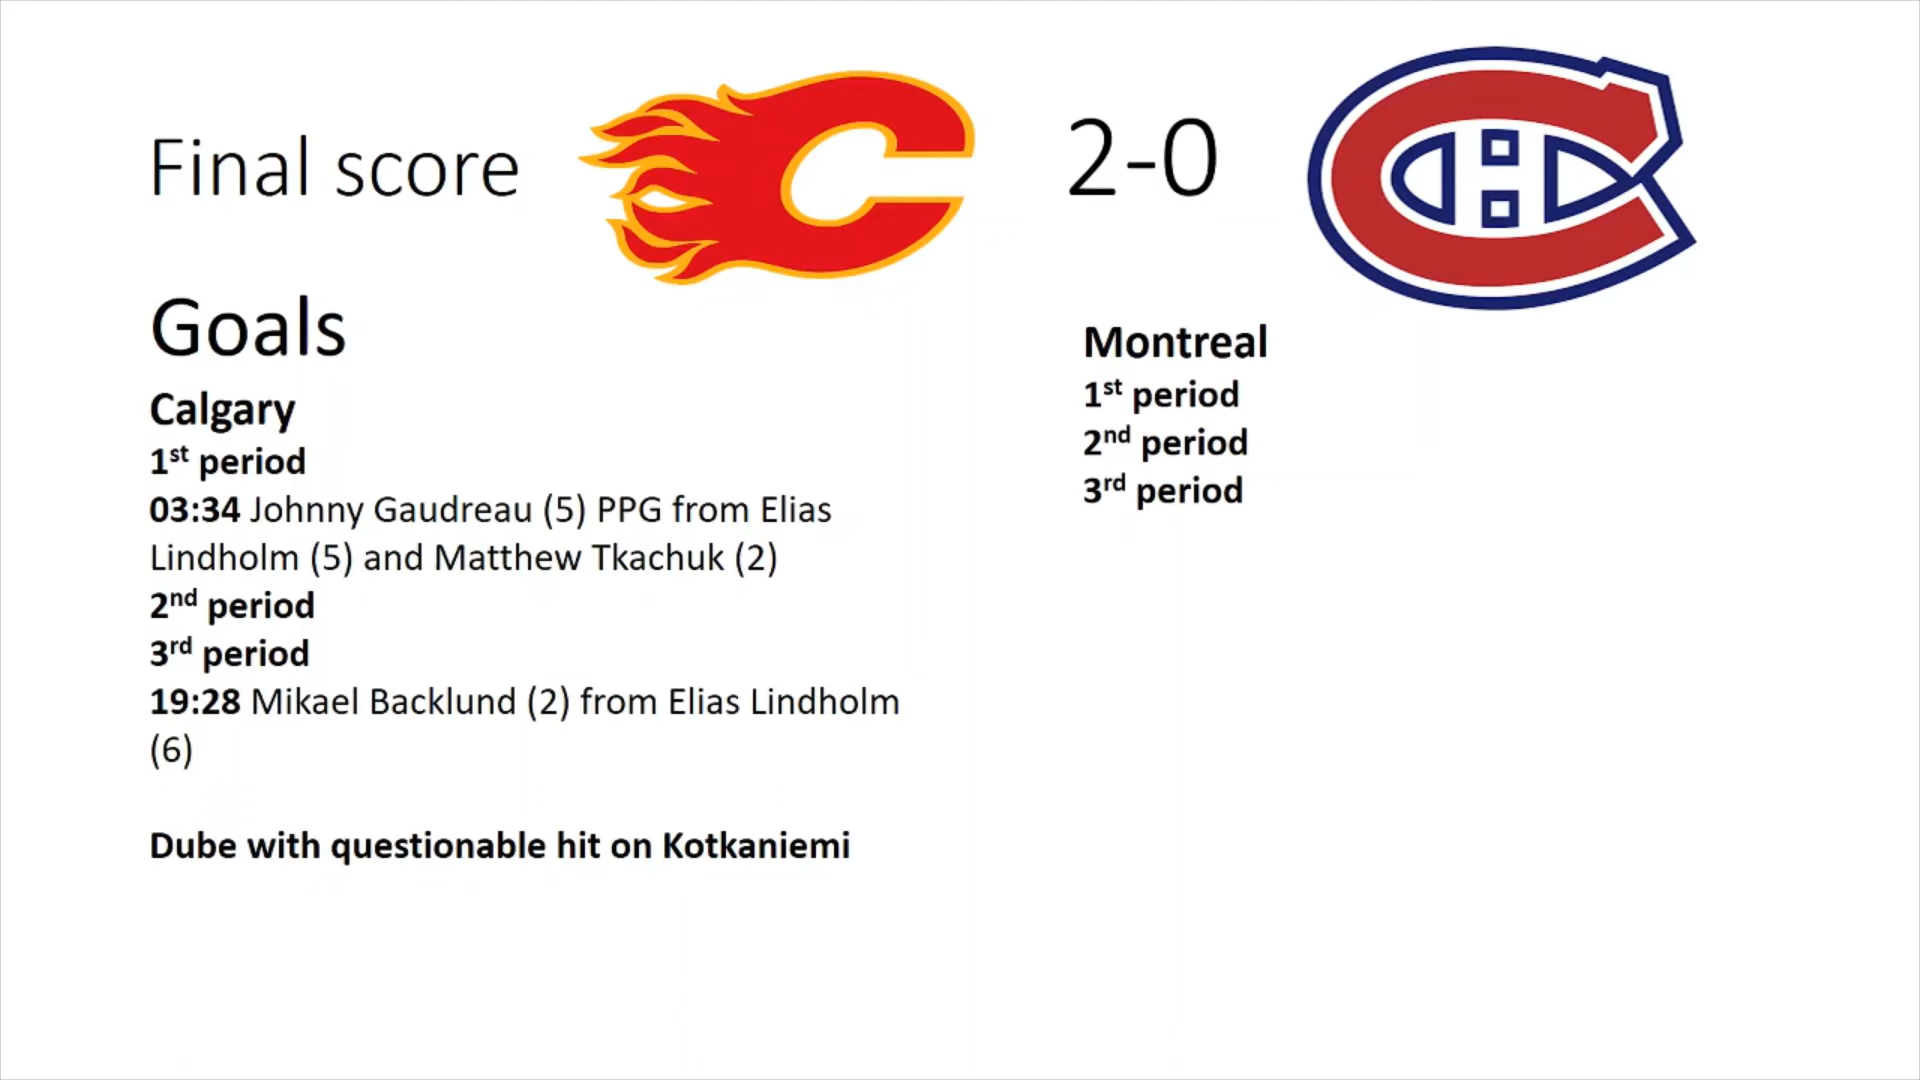 Final score
2-0
Goals
Calgary
1st period
03:34 Johnny Gaudreau (5) PPG from Elias
Lindholm (5) and Matthew Tkachuk (2)
2nd period
3rd period
19:28 Mikael Backlund (2) from Elias Lindholm
(6)
Dube with questionable hit on Kotkaniemi
Montreal
1st period
2nd period
3rd period